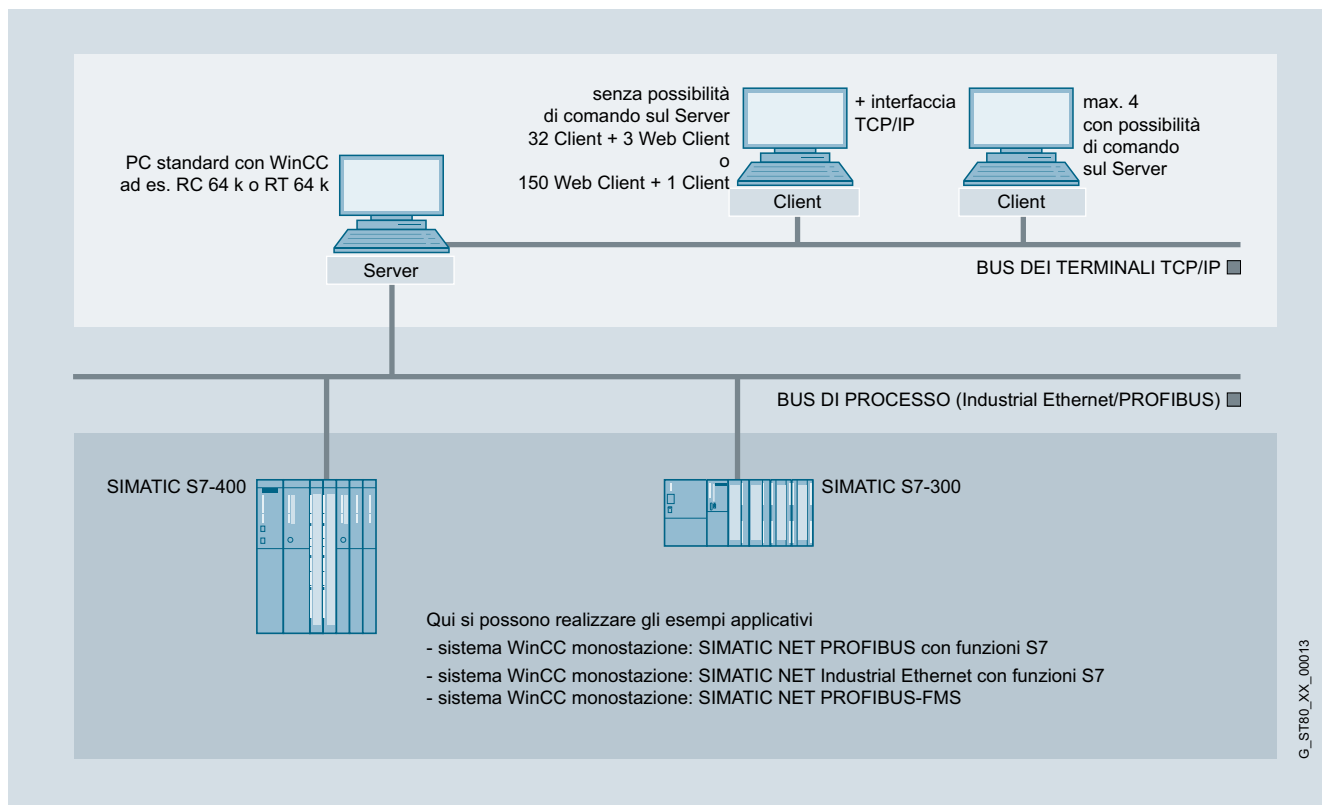 PC standard con WinCC
ad es. RC 64 k o RT 64 k
Server
senza possibilità
di comando sul Server
32 Client + 3 Web Client
o
150 Web Client + 1 Client
Client
+ interfaccia
TCP/IP
Client
max. 4
con possibilità
di comando
sul Server
BUS DEI TERMINALI TCP/IP
BUS DI PROCESSO (Industrial Ethernet/PROFIBUS)
SIMATIC S7-400
SIMATIC S7-300
Qui si possono realizzare gli esempi applicativi
- sistema WinCC monostazione: SIMATIC NET PROFIBUS con funzioni S7
- sistema WinCC monostazione: SIMATIC NET Industrial Ethernet con funzioni S7
- sistema WinCC monostazione: SIMATIC NET PROFIBUS-FMS
G_ST80_XX_00013